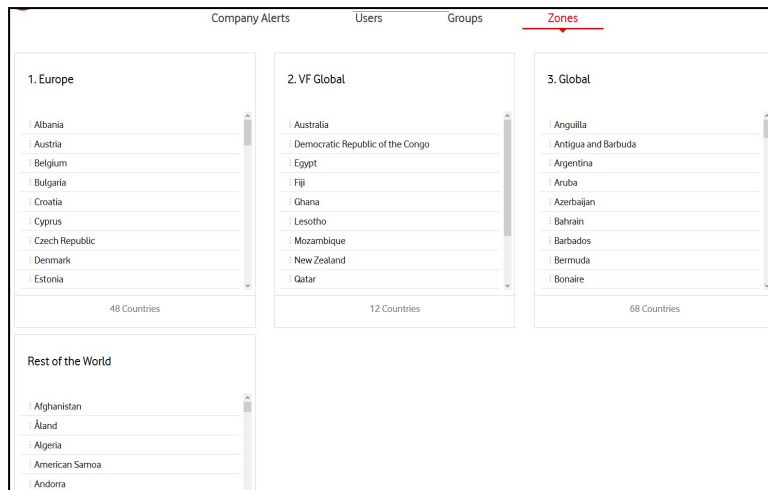 Company Alerts Users Groups Zones
1. Europe
Albania
Austria
Belgium
Bulgaria
Croatia
Cyprus
Czech Republic
Denmark
Estonia
48 Countries
2. VF Global
Australia
Democratic Republic of the Congo
Egypt
Fiji
Ghana
Lesotho
Mozambique
New Zealand
Qatar
12 Countries
3. Global
Anguilla
Antigua and Barbuda
Argentina
Aruba
Azerbaijan
Bahrain
Barbados
Bermuda
Bonaire
68 Countries
Rest of the World
Afghanistan
Åland
Algeria
American Samoa
Andorra